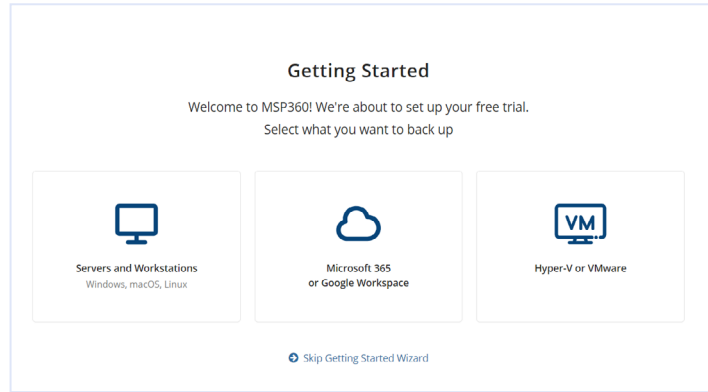 Getting Started
Welcome to MSP360! We're about to set up your free trial.
Select what you want to back up
Servers and Workstations
Windows, macOS, Linux
Microsoft 365
or Google Workspace
VM
Hyper-V or VMware
Skip Getting Started Wizard